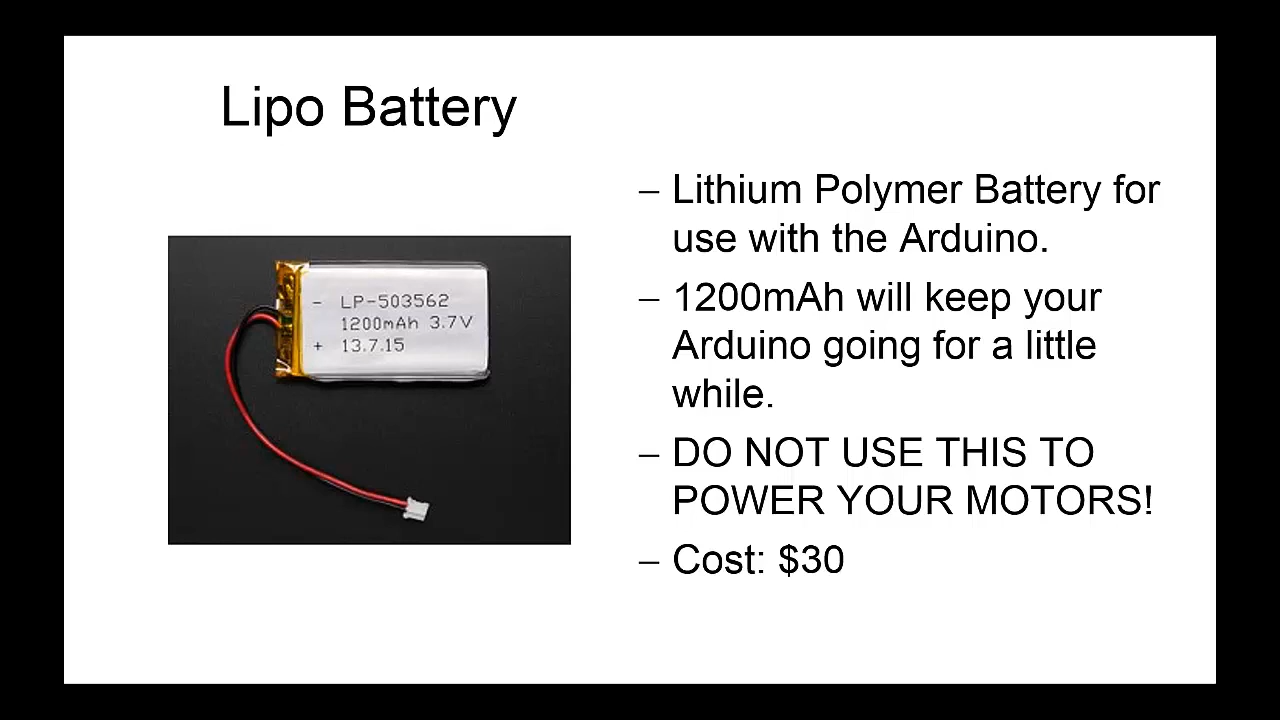 Lipo Battery
– Lithium Polymer Battery for
use with the Arduino.
– 1200mAh will keep your
Arduino going for a little
while.
– DO NOT USE THIS TO
POWER YOUR MOTORS!
– Cost: $30
- LP-503562
1200mAh 3.7V
+ 13.7.15